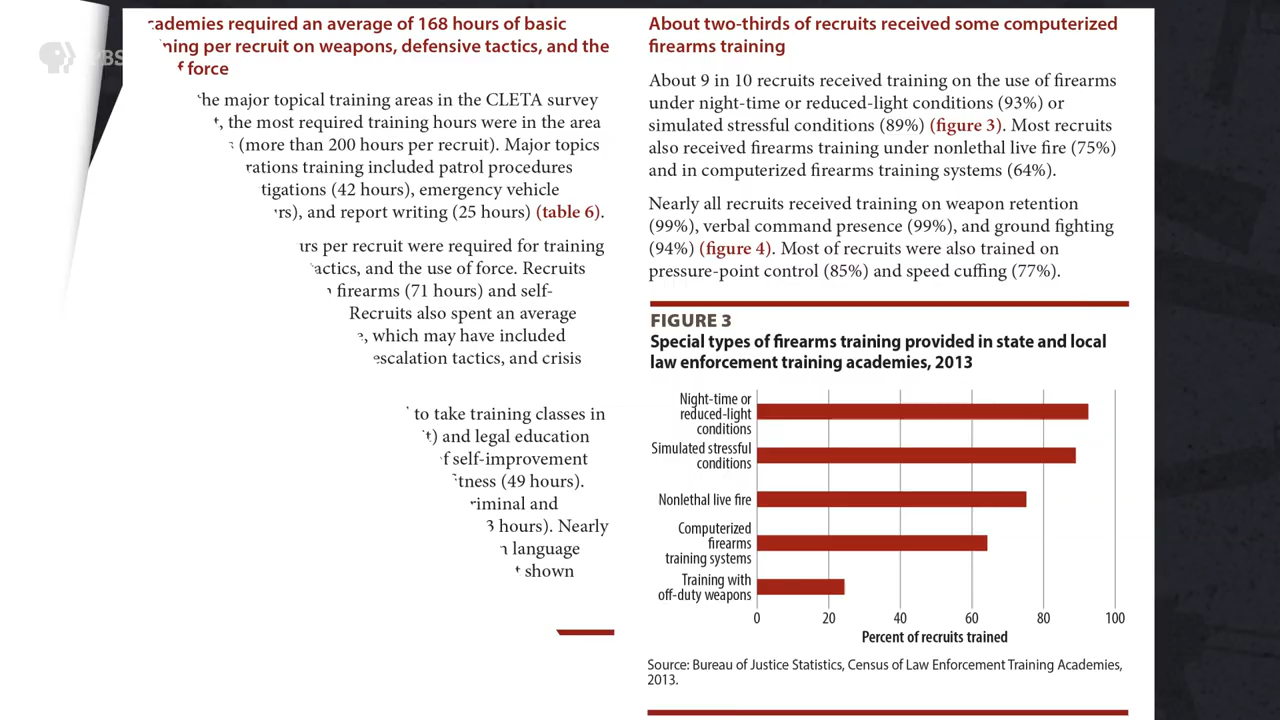 PBS
academies required an average of 168 hours of basic
per recruit on weapons, defensive tactics, and the
force
the major topical training areas in the CLETA survey
, the most required training hours were in the area
(more than 200 hours per recruit). Major topics
training included patrol procedures
(42 hours), emergency vehicle
and report writing (25 hours) (table 6).
per recruit were required for training
tactics, and the use of force. Recruits
firearms (71 hours) and self-
Recruits also spent an average
, which may have included
escalation tactics, and crisis
to take training classes in
and legal education
of self-improvement
(49 hours).
and
hours). Nearly
language
shown
About two-thirds of recruits received some computerized
firearms training
About 9 in 10 recruits received training on the use of firearms
under night-time or reduced-light conditions (93%) or
simulated stressful conditions (89%) (figure 3). Most recruits
also received firearms training under nonlethal live fire (75%)
and in computerized firearms training systems (64%).
Nearly all recruits received training on weapon retention
(99%), verbal command presence (99%), and ground fighting
(94%) (figure 4). Most of recruits were also trained on
pressure-point control (85%) and speed cuffing (77%).
FIGURE 3
Special types of firearms training provided in state and local
law enforcement training academies, 2013
Night-time or
reduced-light
conditions
Simulated stressful
conditions
Nonlethal live fire
Computerized
firearms
training systems
Training with
off-duty weapons
0 20 40 60 80 100
Percent of recruits trained
Source: Bureau of Justice Statistics, Census of Law Enforcement Training Academies,
2013.